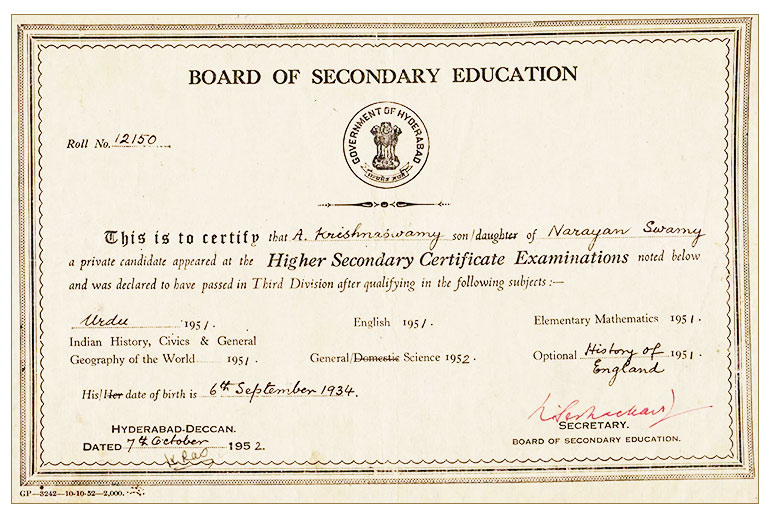 BOARD OF SECONDARY EDUCATION
GOVERNMENT OF HYDERABAD
Roll No. 12150
This is to certify that A. Krishnaswamy son/daughter of Narayan Swamy
a private candidate appeared at the Higher Secondary Certificate Examinations noted below
and was declared to have passed in Third Division after qualifying in the following subjects :—
Urdu 1951. English 1951. Elementary Mathematics 1951.
Indian History, Civics & General
Geography of the World 1951. General/Domestic Science 1952. Optional History of 1951.
England
His/Her date of birth is 6th September 1934.
HYDERABAD-DECCAN. SECRETARY.
DATED 7th October 1952. BOARD OF SECONDARY EDUCATION.
GP—3242—10-10-52—2,000.